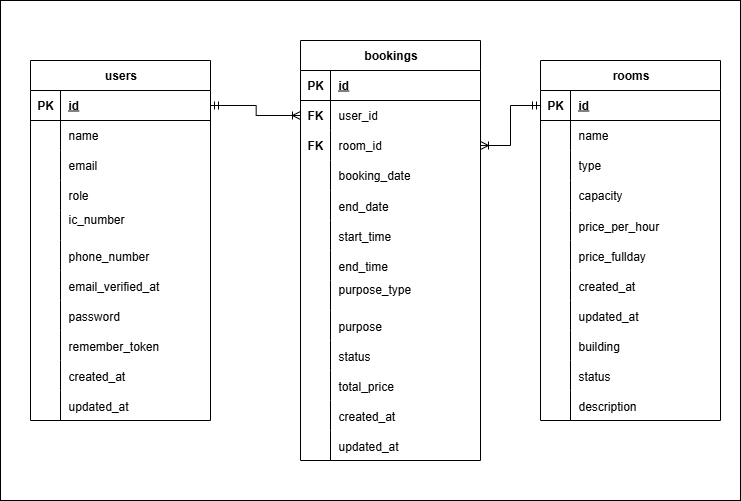 users
PK id
name
email
role
ic_number
phone_number
email_verified_at
password
remember_token
created_at
updated_at
bookings
PK id
FK user_id
FK room_id
booking_date
end_date
start_time
end_time
purpose_type
purpose
status
total_price
created_at
updated_at
rooms
PK id
name
type
capacity
price_per_hour
price_fullday
created_at
updated_at
building
status
description